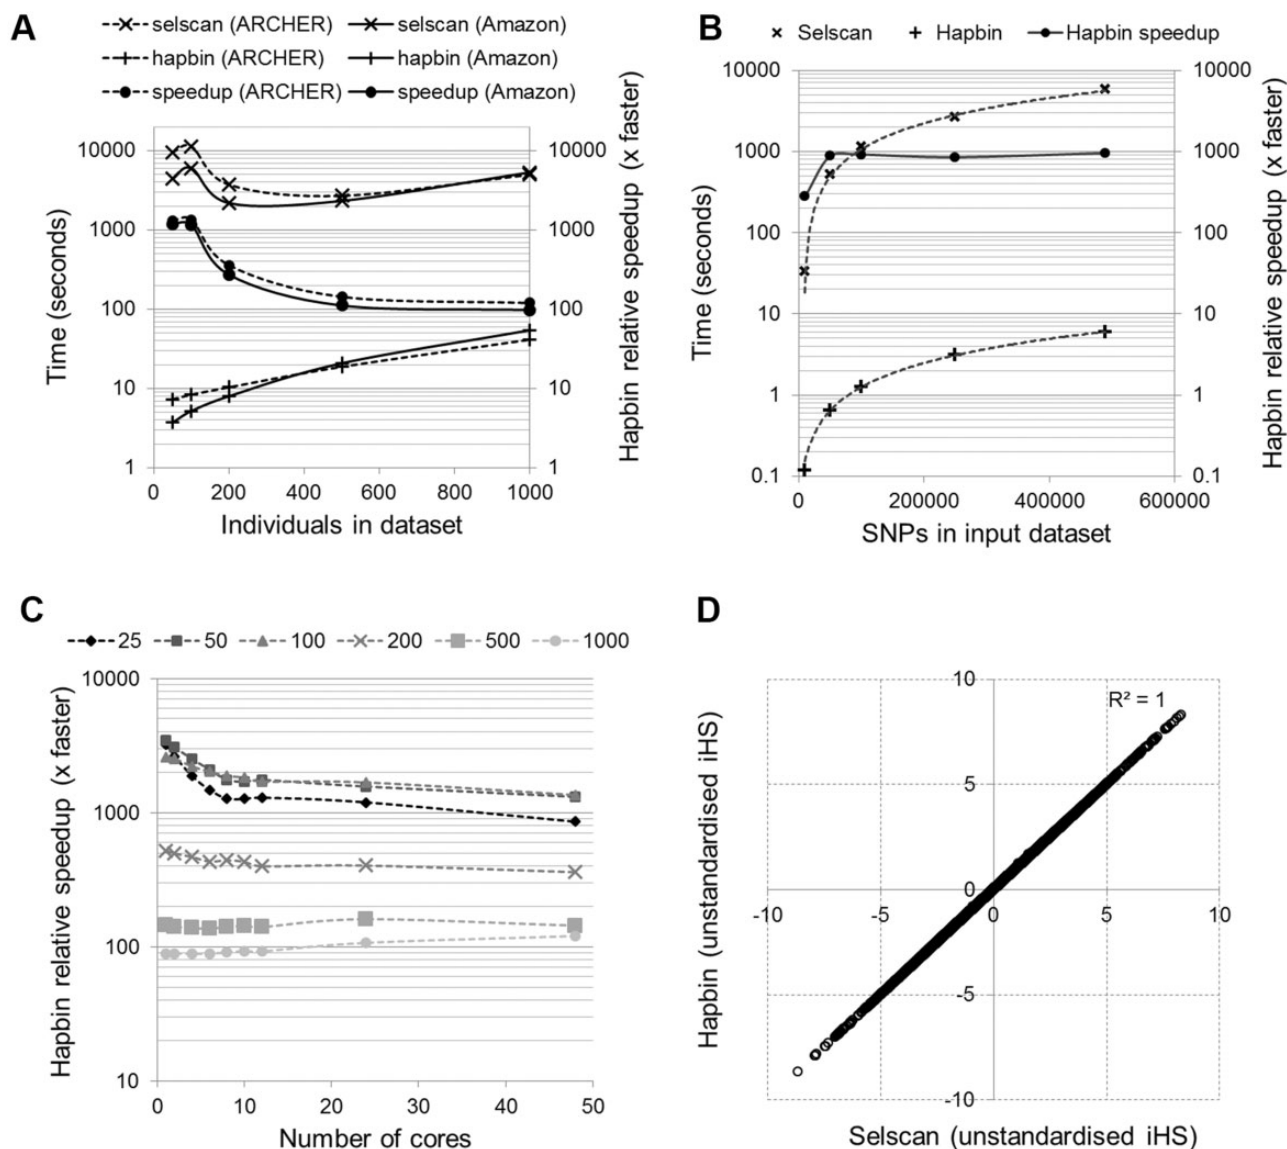 A
selscan (ARCHER) selscan (Amazon)
hapbin (ARCHER) hapbin (Amazon)
speedup (ARCHER) speedup (Amazon)
10000 10000
1000 1000
100 100
10 10
1 1
0 200 400 600 800 1000
Time (seconds)
Hapbin relative speedup (x faster)
Individuals in dataset
B
Selscan Hapbin Hapbin speedup
10000 10000
1000 1000
100 100
10 10
1 1
0.1 0.1
0 200000 400000 600000
Time (seconds)
Hapbin relative speedup (x faster)
SNPs in input dataset
C
25 50 100 200 500 1000
10000
1000
100
10
0 10 20 30 40 50
Hapbin relative speedup (x faster)
Number of cores
D
10
R² = 1
5
0
-10 -5 0 5 10
-5
-10
Hapbin (unstandardised iHS)
Selscan (unstandardised iHS)